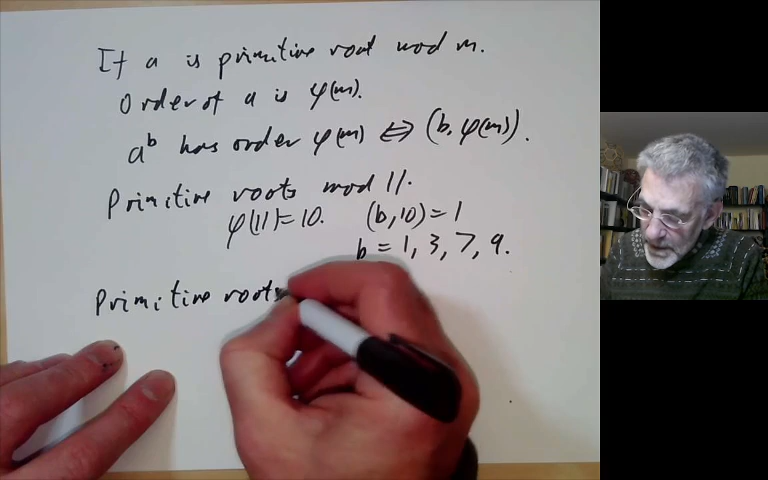 If a is primitive root mod m.
Order of a is φ(m).
a^b has order φ(m) ⇔ (b, φ(m)).
Primitive roots mod 11.
φ(11)=10. (b,10)=1
b = 1, 3, 7, 9.
Primitive roots